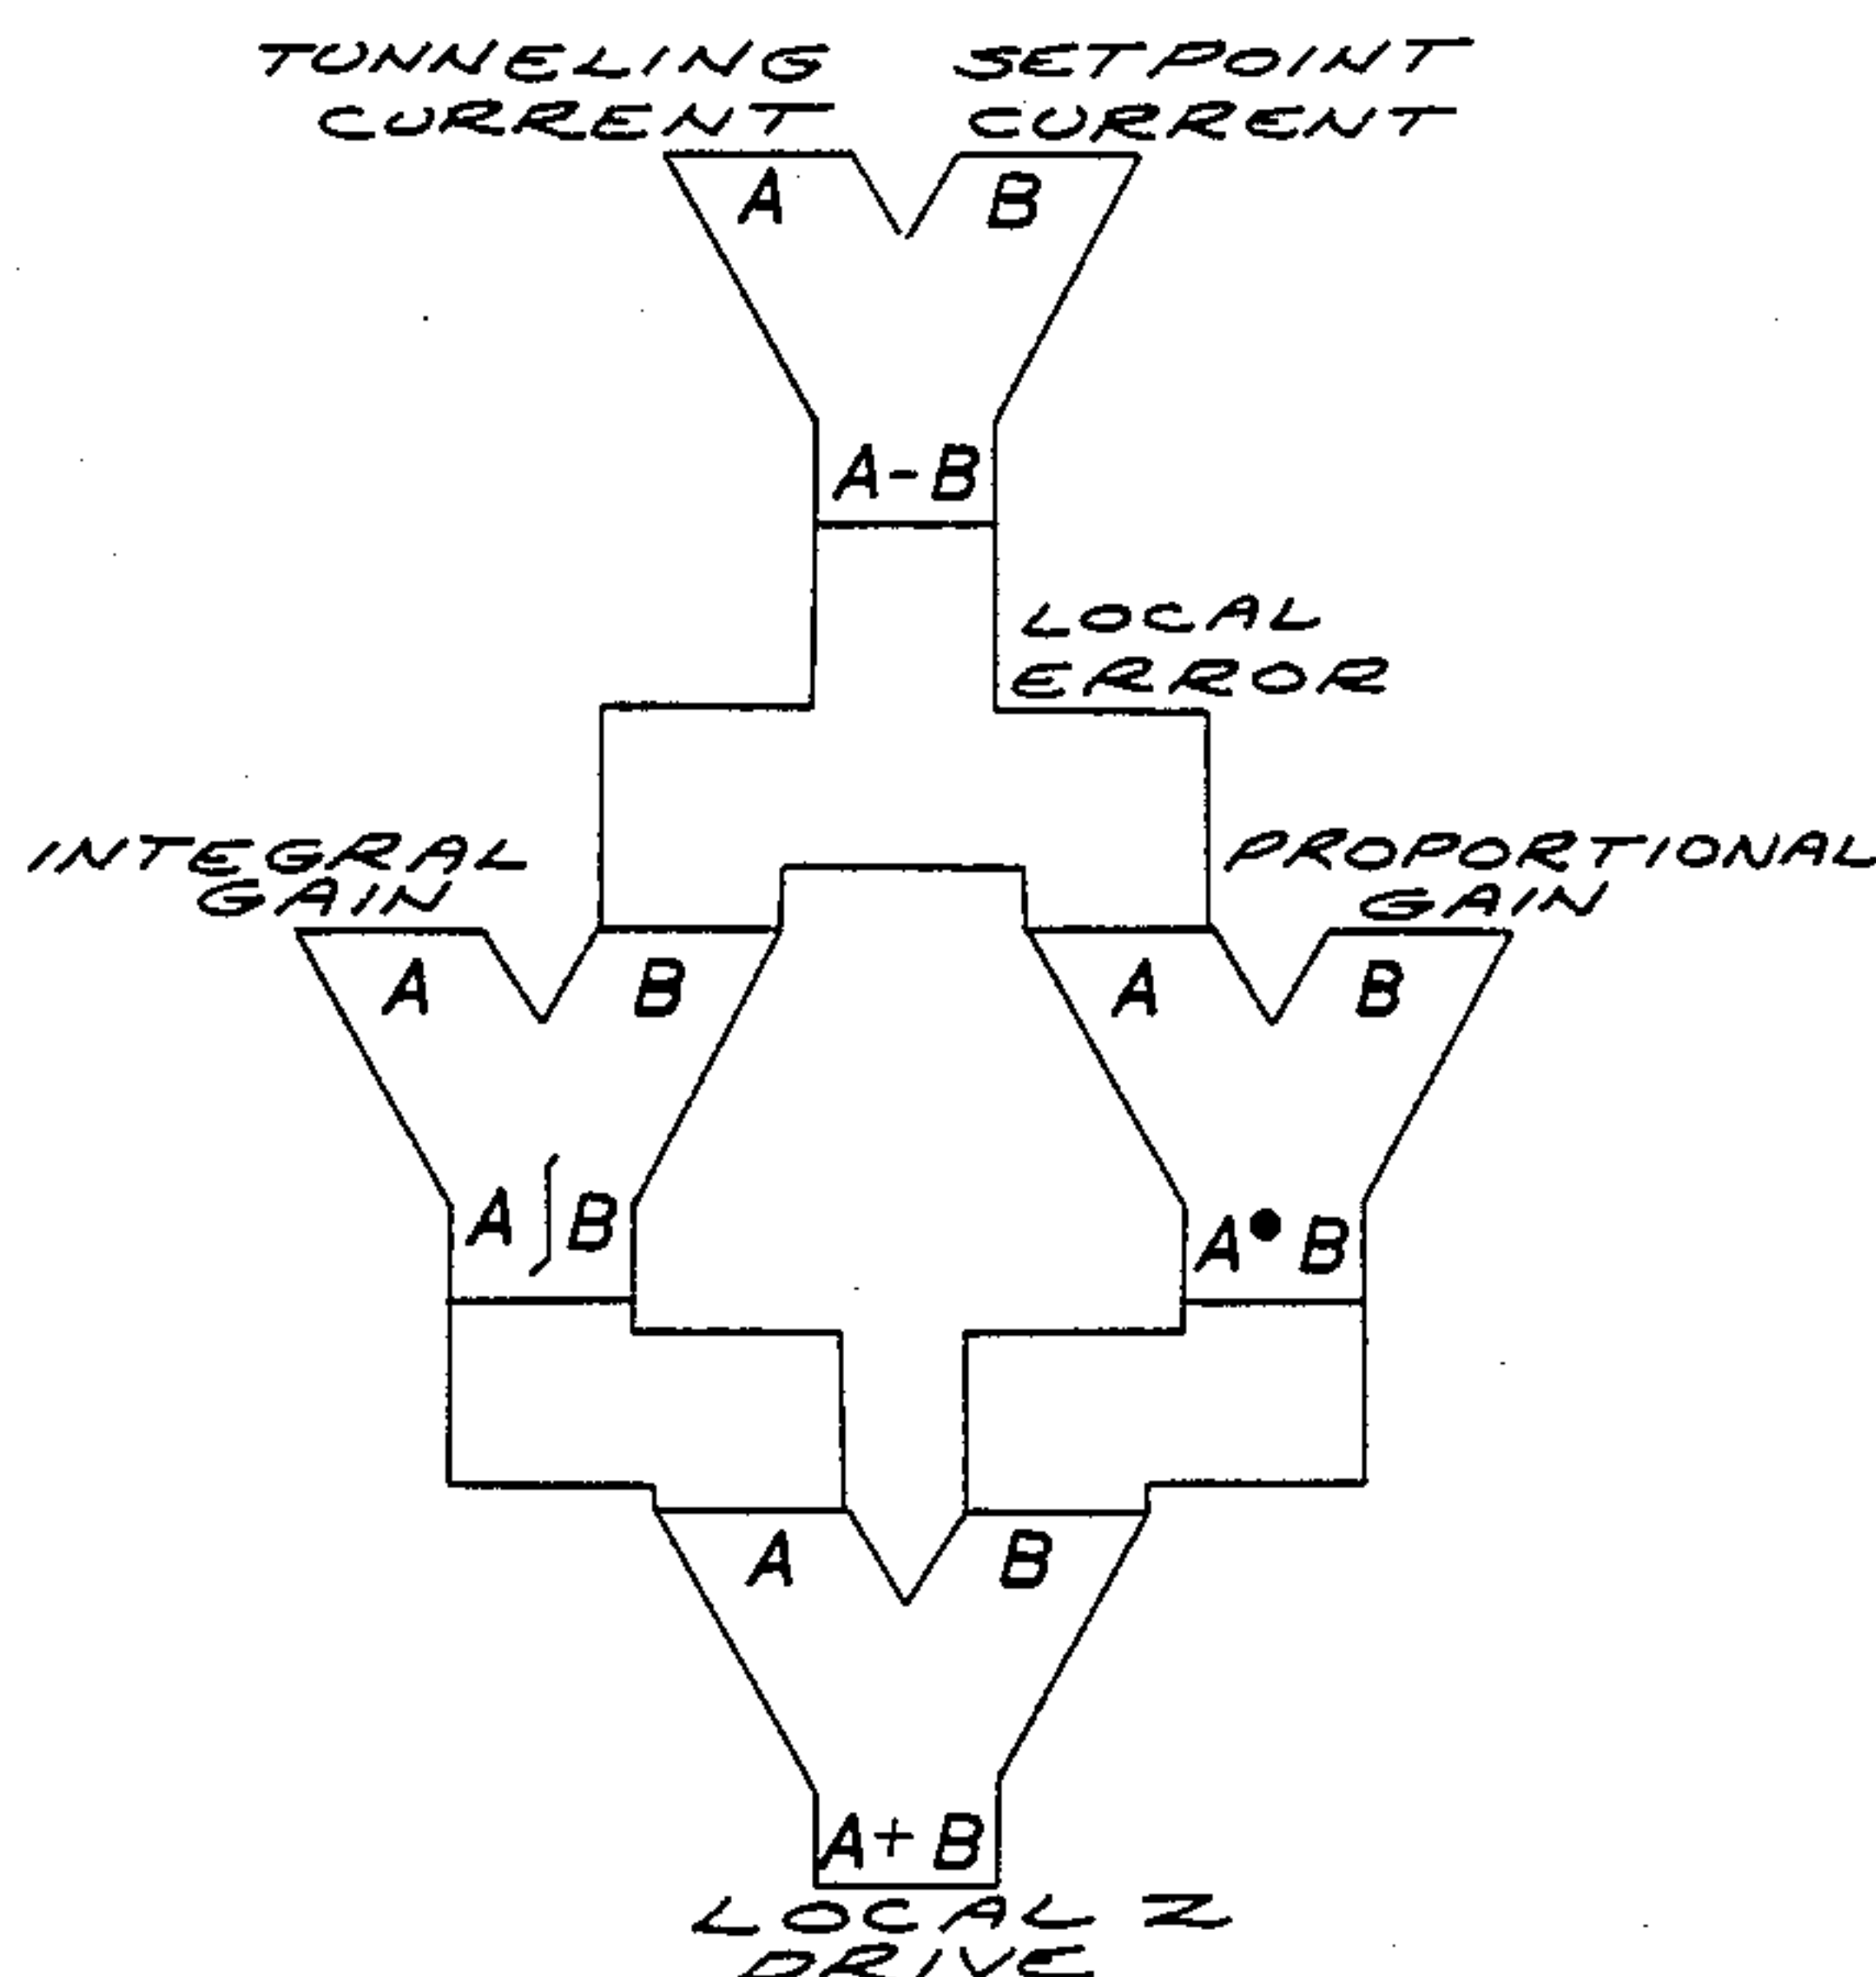 TUNNELING SETPOINT
CURRENT CURRENT
A B
A-B
LOCAL
ERROR
INTEGRAL PROPORTIONAL
GAIN GAIN
A B A B
A∫B A•B
A B
A+B
LOCAL Z
DRIVE